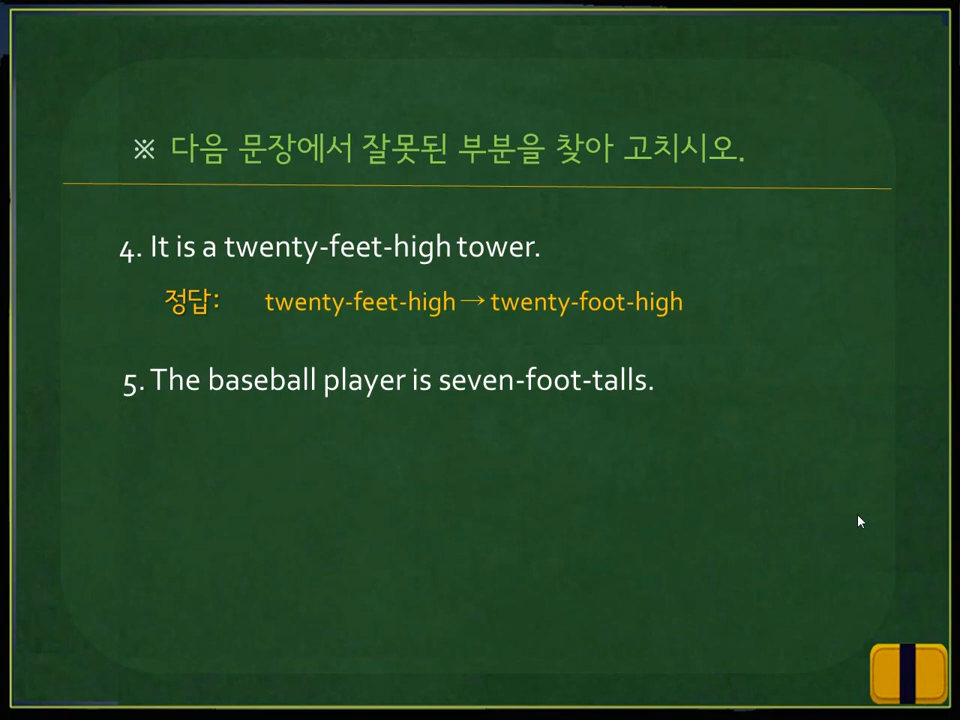 ※ 다음 문장에서 잘못된 부분을 찾아 고치시오.
4. It is a twenty-feet-high tower.
정답: twenty-feet-high → twenty-foot-high
5. The baseball player is seven-foot-talls.